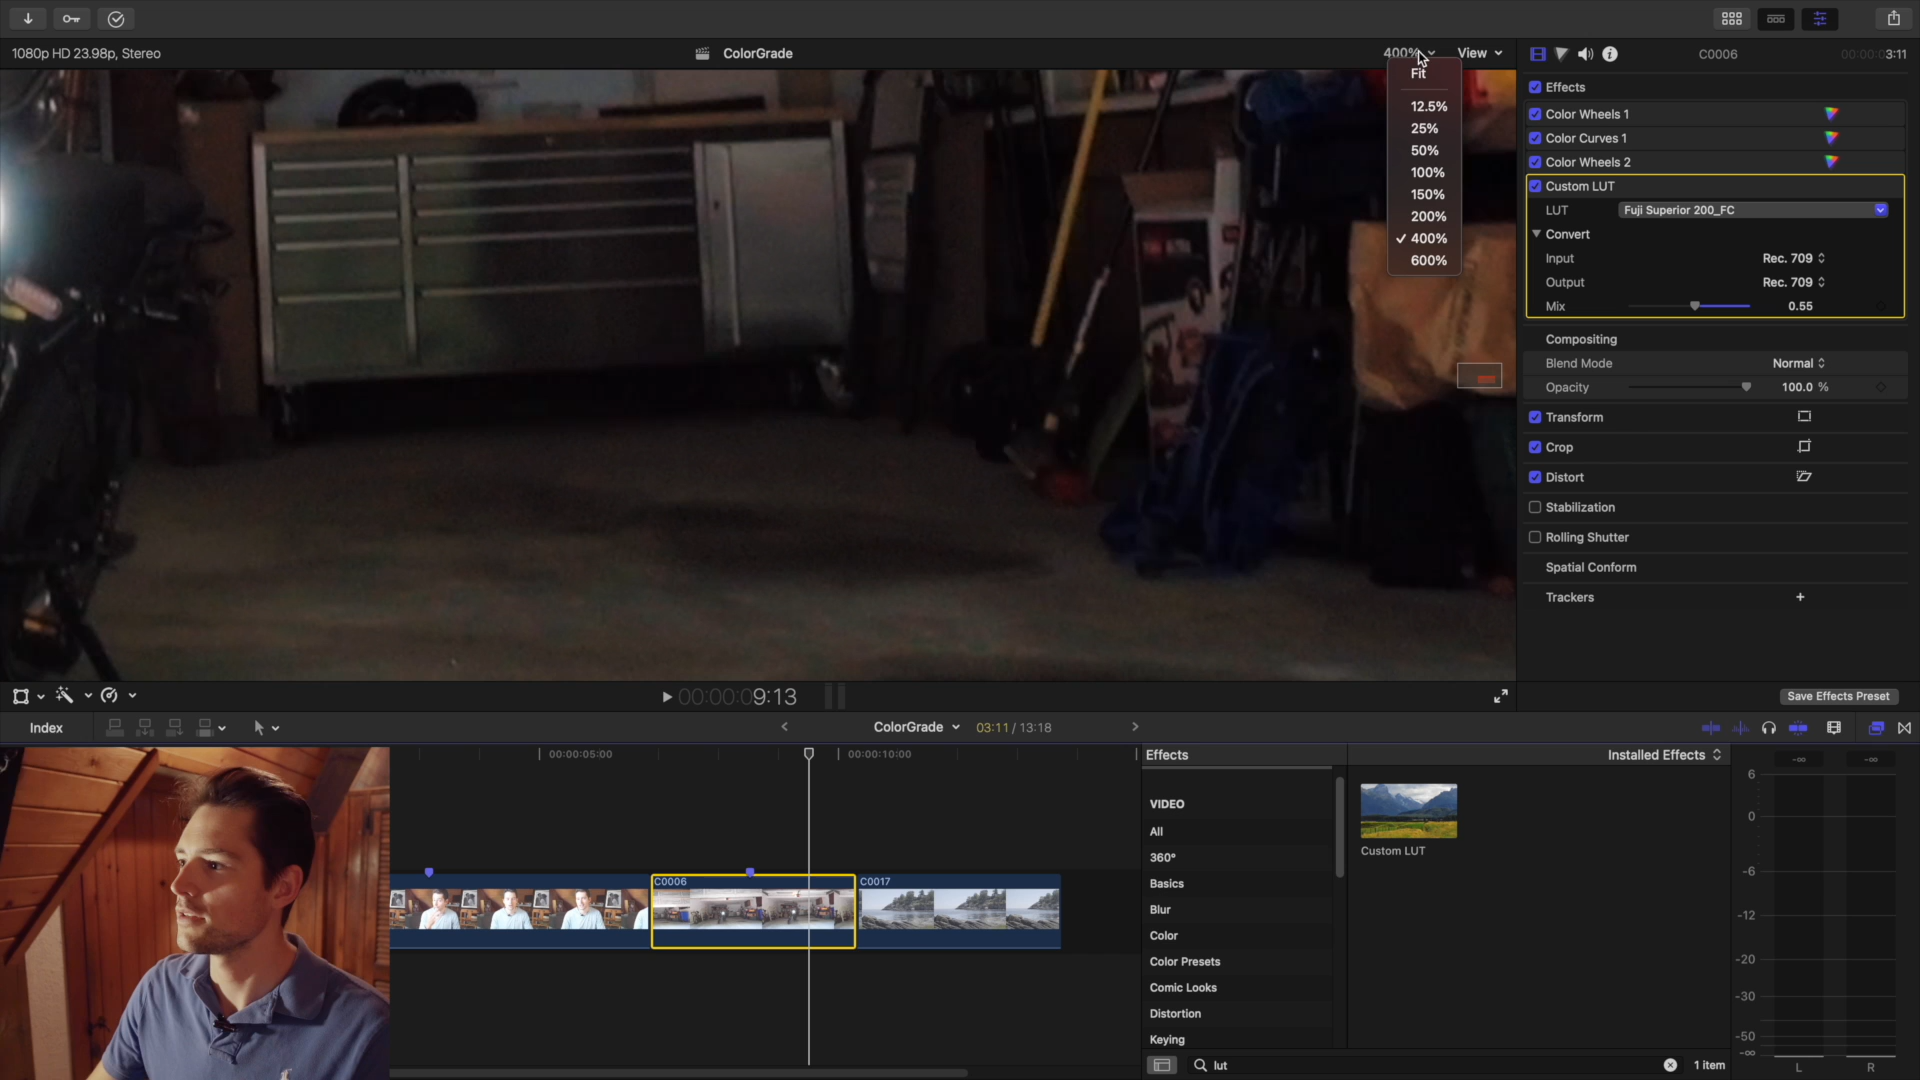 1080p HD 23.98p, Stereo
ColorGrade
400%
View
C0006
00:00:00:03:11
Fit
12.5%
25%
50%
100%
150%
200%
400%
600%
Effects
Color Wheels 1
Color Curves 1
Color Wheels 2
Custom LUT
LUT Fuji Superior 200_FC
Convert
Input Rec. 709
Output Rec. 709
Mix 0.55
Compositing
Blend Mode Normal
Opacity 100.0 %
Transform
Crop
Distort
Stabilization
Rolling Shutter
Spatial Conform
Trackers +
Save Effects Preset
00:00:09:13
Index
ColorGrade
03:11 / 13:18
00:00:05:00
00:00:10:00
C0006
C0017
Effects
Installed Effects
VIDEO
All
360°
Basics
Blur
Color
Color Presets
Comic Looks
Distortion
Keying
Custom LUT
lut
1 item
-∞ -∞
6
0
-6
-12
-20
-30
-50
-∞
L R